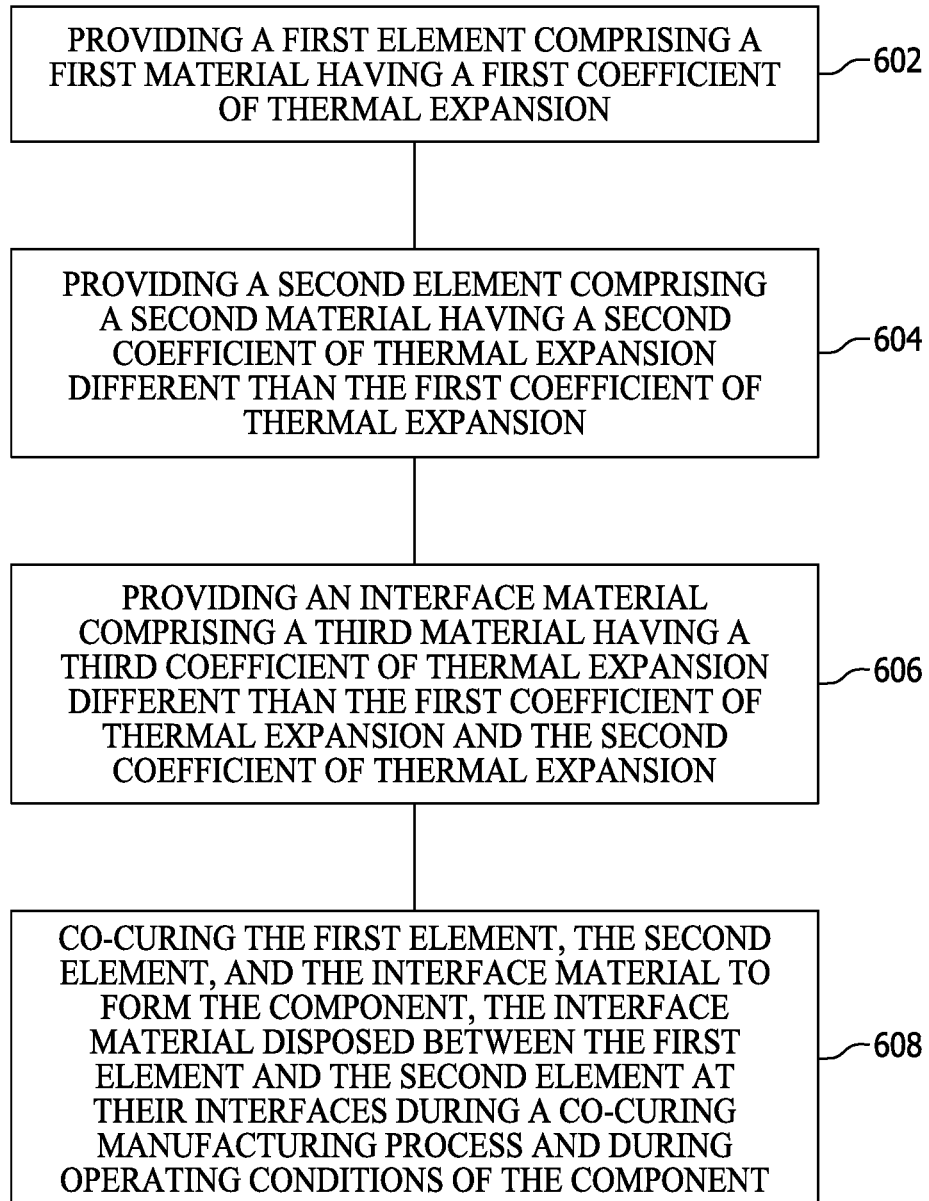 PROVIDING A FIRST ELEMENT COMPRISING A
FIRST MATERIAL HAVING A FIRST COEFFICIENT
OF THERMAL EXPANSION
602
PROVIDING A SECOND ELEMENT COMPRISING
A SECOND MATERIAL HAVING A SECOND
COEFFICIENT OF THERMAL EXPANSION
DIFFERENT THAN THE FIRST COEFFICIENT OF
THERMAL EXPANSION
604
PROVIDING AN INTERFACE MATERIAL
COMPRISING A THIRD MATERIAL HAVING A
THIRD COEFFICIENT OF THERMAL EXPANSION
DIFFERENT THAN THE FIRST COEFFICIENT OF
THERMAL EXPANSION AND THE SECOND
COEFFICIENT OF THERMAL EXPANSION
606
CO-CURING THE FIRST ELEMENT, THE SECOND
ELEMENT, AND THE INTERFACE MATERIAL TO
FORM THE COMPONENT, THE INTERFACE
MATERIAL DISPOSED BETWEEN THE FIRST
ELEMENT AND THE SECOND ELEMENT AT
THEIR INTERFACES DURING A CO-CURING
MANUFACTURING PROCESS AND DURING
OPERATING CONDITIONS OF THE COMPONENT
608